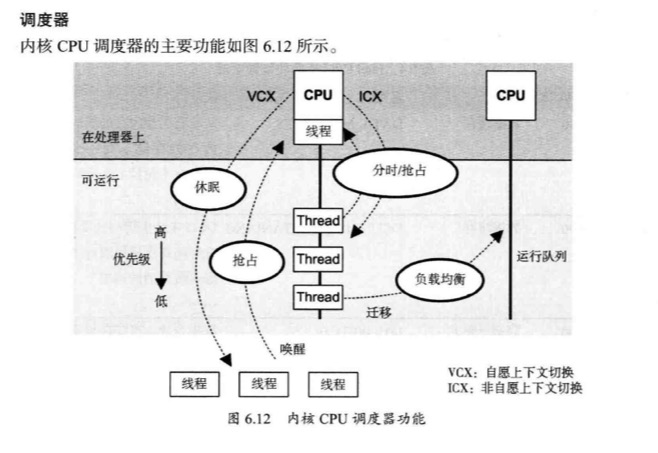 调度器
内核 CPU 调度器的主要功能如图 6.12 所示。
VCX
CPU
ICX
CPU
线程
在处理器上
可运行
休眠
分时/抢占
Thread
高
优先级
低
抢占
Thread
运行队列
负载均衡
Thread
迁移
唤醒
线程
线程
线程
VCX：自愿上下文切换
ICX：非自愿上下文切换
图 6.12 内核 CPU 调度器功能